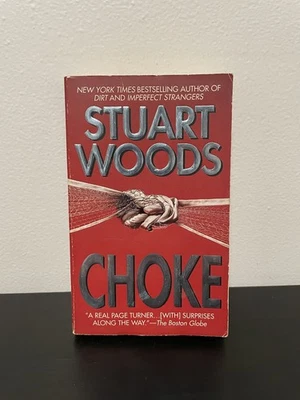 NEW YORK TIMES BESTSELLING AUTHOR OF
DIRT AND IMPERFECT STRANGERS
STUART
WOODS
CHOKE
"A REAL PAGE TURNER...[WITH] SURPRISES
ALONG THE WAY."—The Boston Globe